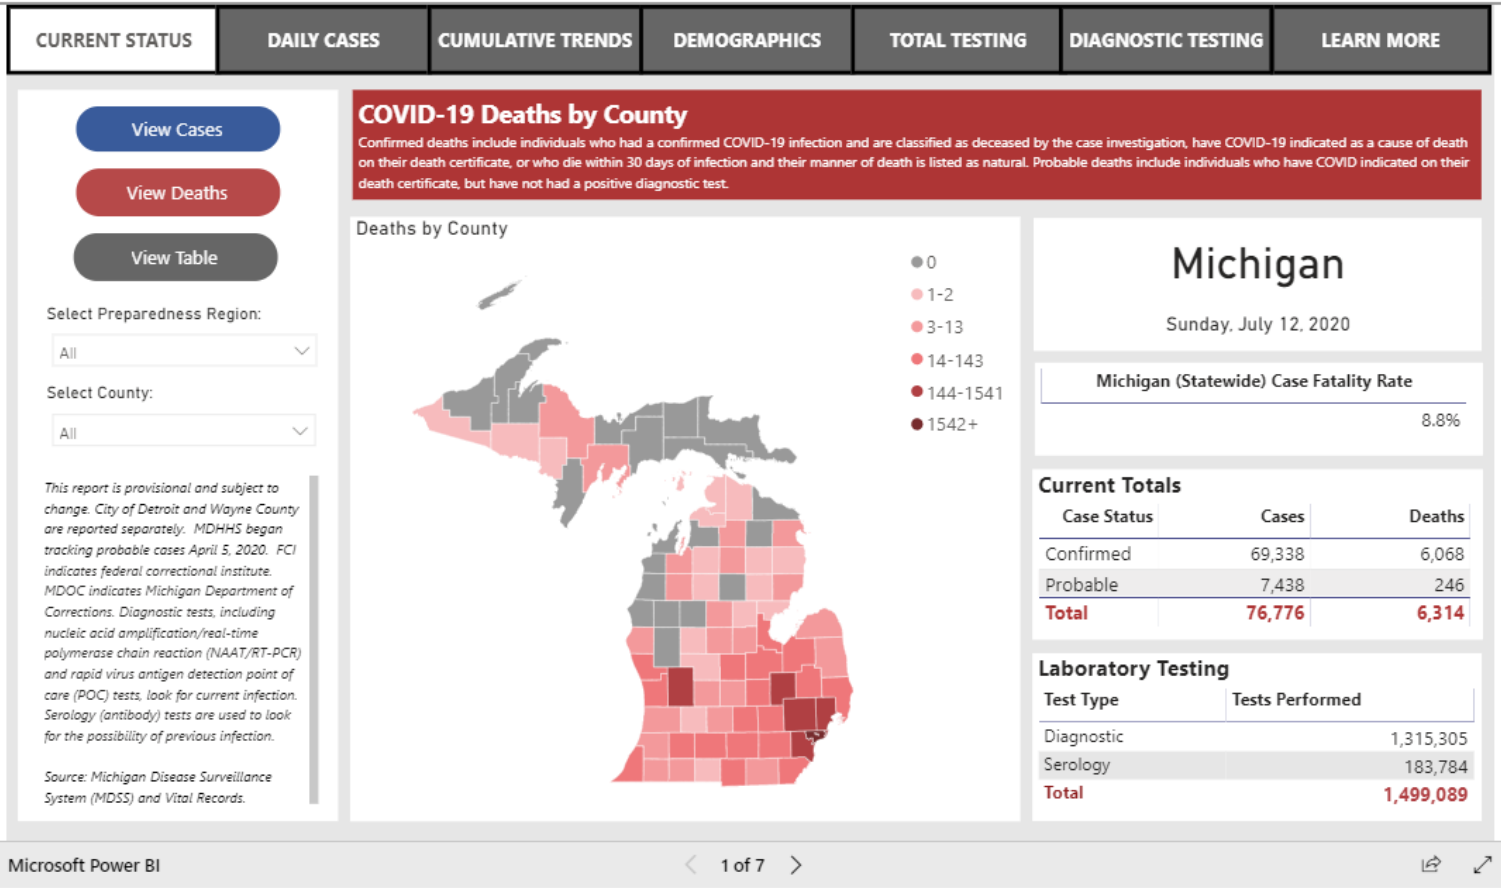 CURRENT STATUS
DAILY CASES
CUMULATIVE TRENDS
DEMOGRAPHICS
TOTAL TESTING
DIAGNOSTIC TESTING
LEARN MORE
View Cases
View Deaths
View Table
Select Preparedness Region:
All
Select County:
All
This report is provisional and subject to
change. City of Detroit and Wayne County
are reported separately. MDHHS began
tracking probable cases April 5, 2020. FCI
indicates federal correctional institute.
MDOC indicates Michigan Department of
Corrections. Diagnostic tests, including
nucleic acid amplification/real-time
polymerase chain reaction (NAAT/RT-PCR)
and rapid virus antigen detection point of
care (POC) tests, look for current infection.
Serology (antibody) tests are used to look
for the possibility of previous infection.
Source: Michigan Disease Surveillance
System (MDSS) and Vital Records.
COVID-19 Deaths by County
Confirmed deaths include individuals who had a confirmed COVID-19 infection and are classified as deceased by the case investigation, have COVID-19 indicated as a cause of death
on their death certificate, or who die within 30 days of infection and their manner of death is listed as natural. Probable deaths include individuals who have COVID indicated on their
death certificate, but have not had a positive diagnostic test.
Deaths by County
0
1-2
3-13
14-143
144-1541
1542+
Michigan
Sunday, July 12, 2020
Michigan (Statewide) Case Fatality Rate
8.8%
Current Totals
Case Status Cases Deaths
Confirmed 69,338 6,068
Probable 7,438 246
Total 76,776 6,314
Laboratory Testing
Test Type Tests Performed
Diagnostic 1,315,305
Serology 183,784
Total 1,499,089
Microsoft Power BI
1 of 7